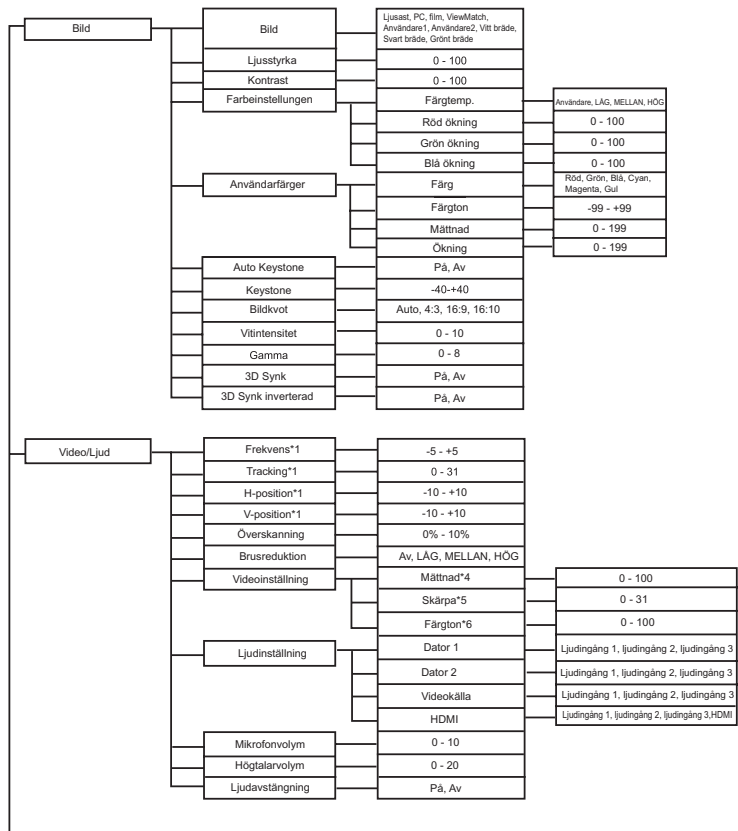 Bild
Bild
Ljusast, PC, film, ViewMatch,
Användare1, Användare2, Vitt bräde,
Svart bräde, Grönt bräde
Ljusstyrka
0 - 100
Kontrast
0 - 100
Farbeinstellungen
Färgtemp.
Användare, LÅG, MELLAN, HÖG
Röd ökning
0 - 100
Grön ökning
0 - 100
Blå ökning
0 - 100
Användarfärger
Färg
Röd, Grön, Blå, Cyan,
Magenta, Gul
Färgton
-99 - +99
Mättnad
0 - 199
Ökning
0 - 199
Auto Keystone
På, Av
Keystone
-40-+40
Bildkvot
Auto, 4:3, 16:9, 16:10
Vitintensitet
0 - 10
Gamma
0 - 8
3D Synk
På, Av
3D Synk inverterad
På, Av
Video/Ljud
Frekvens*1
-5 - +5
Tracking*1
0 - 31
H-position*1
-10 - +10
V-position*1
-10 - +10
Överskanning
0% - 10%
Brusreduktion
Av, LÅG, MELLAN, HÖG
Videoinställning
Mättnad*4
0 - 100
Skärpa*5
0 - 31
Färgton*6
0 - 100
Ljudinställning
Dator 1
Ljudingång 1, ljudingång 2, ljudingång 3
Dator 2
Ljudingång 1, ljudingång 2, ljudingång 3
Videokälla
Ljudingång 1, ljudingång 2, ljudingång 3
HDMI
Ljudingång 1, ljudingång 2, ljudingång 3,HDMI
Mikrofonvolym
0 - 10
Högtalarvolym
0 - 20
Ljudavstängning
På, Av